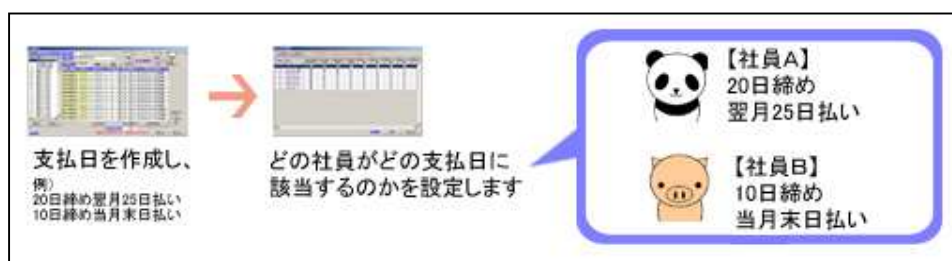 支払日を作成し、
例）
20日締め翌月25日払い
10日締め当月末日払い
どの社員がどの支払日に
該当するのかを設定します
【社員A】
20日締め
翌月25日払い
【社員B】
10日締め
当月末日払い